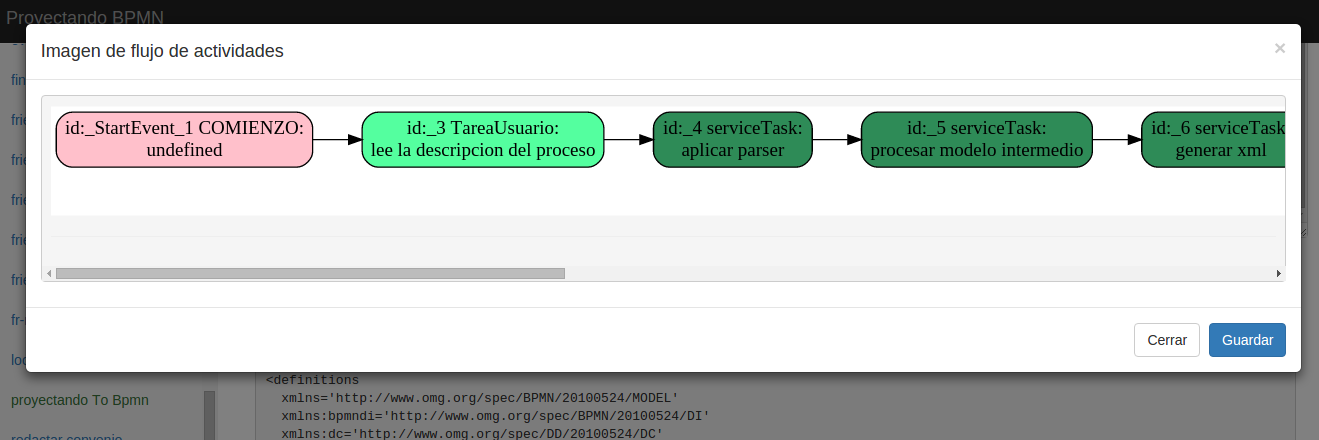 Proyectando BPMN
Imagen de flujo de actividades
×
id:_StartEvent_1 COMIENZO:
undefined
id:_3 TareaUsuario:
lee la descripcion del proceso
id:_4 serviceTask:
aplicar parser
id:_5 serviceTask:
procesar modelo intermedio
id:_6 serviceTask
generar xml
Cerrar
Guardar
fin
frie
frie
frie
frie
frie
fr-
loc
proyectando To Bpmn
redactar convenio
<definitions
xmlns='http://www.omg.org/spec/BPMN/20100524/MODEL'
xmlns:bpmndi='http://www.omg.org/spec/BPMN/20100524/DI'
xmlns:dc='http://www.omg.org/spec/DD/20100524/DC'